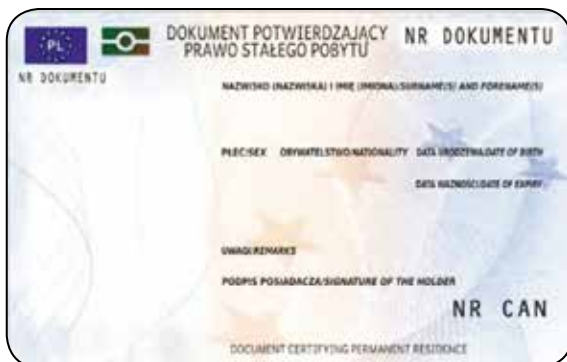 PL
DOKUMENT POTWIERDZAJĄCY
PRAWO STAŁEGO POBYTU
NR DOKUMENTU
NR DOKUMENTU
NAZWISKO (NAZWISKA) I IMIĘ (IMIONA)/SURNAME(S) AND FORENAME(S)
PŁEĆ/SEX OBYWATELSTWO/NATIONALITY DATA URODZENIA/DATE OF BIRTH
DATA WAŻNOŚCI/DATE OF EXPIRY
UWAGI/REMARKS
PODPIS POSIADACZA/SIGNATURE OF THE HOLDER
NR CAN
DOCUMENT CERTIFYING PERMANENT RESIDENCE